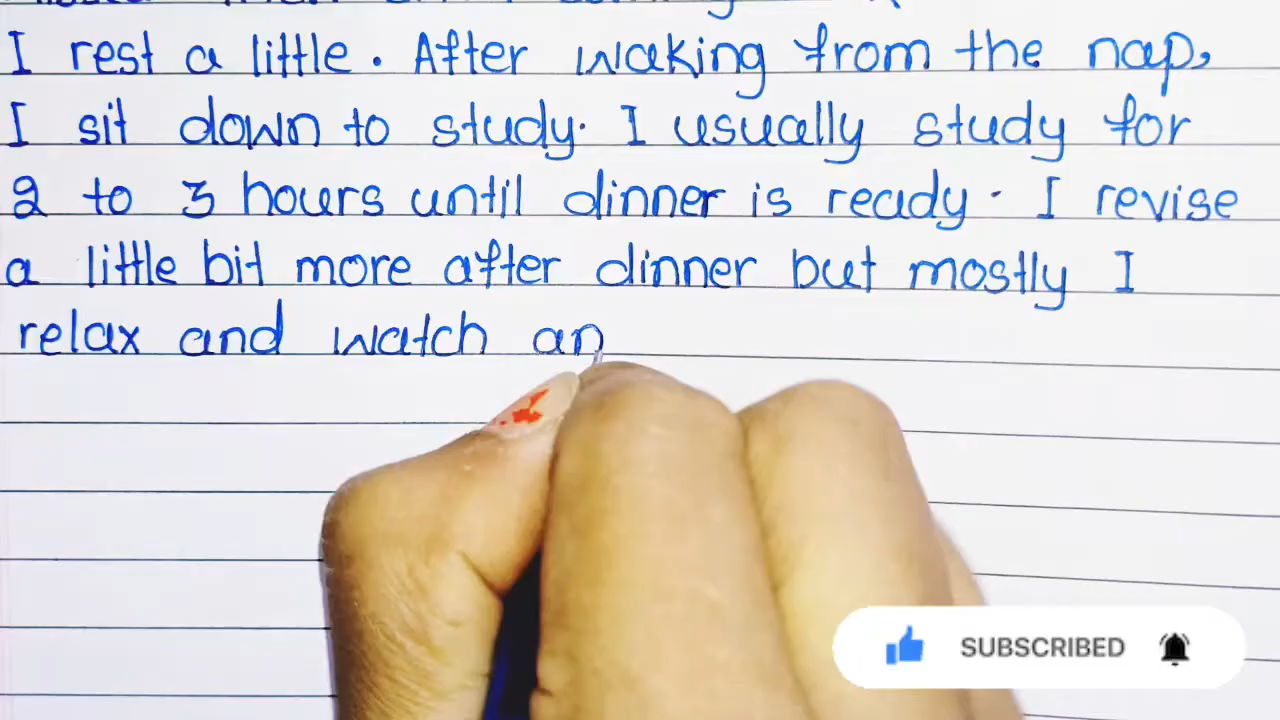 I rest a little. After waking from the nap,
I sit down to study. I usually study for
2 to 3 hours until dinner is ready. I revise
a little bit more after dinner but mostly I
relax and watch an
SUBSCRIBED